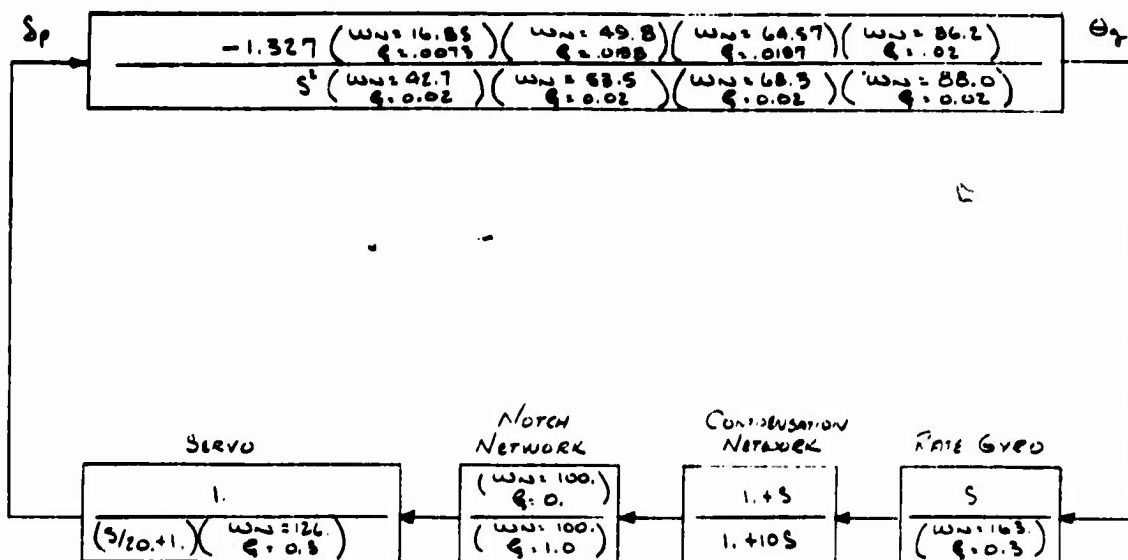 δp
-1.327 (ωN = 16.85 ζ = .0073) (ωN = 49.8 ζ = .0188) (ωN = 64.57 ζ = .0197) (ωN = 86.2 ζ = .02)
θg
S² (ωN = 42.7 ζ = 0.02) (ωN = 53.5 ζ = 0.02) (ωN = 68.3 ζ = 0.02) (ωN = 88.0 ζ = 0.02)
SERVO
NOTCH NETWORK
COMPENSATION NETWORK
RATE GYRO
1.
(S/20.+1.) (ωN = 126. ζ = 0.3)
(ωN = 100. ζ = 0.)
(ωN = 100. ζ = 1.0)
1. + S
1. + 10 S
S
(ωN = 163. ζ = 0.3)